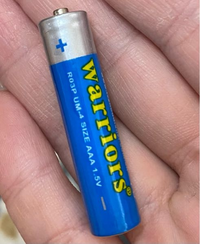 +
warriors®
R03P UM-4 SIZE AAA 1.5V
−